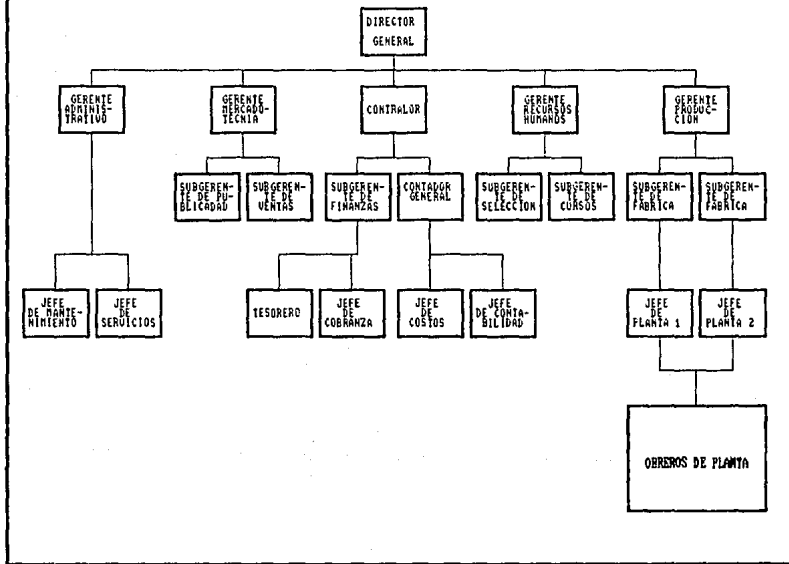 DIRECTOR
GENERAL
GERENTE
ADMINIS-
TRATIVO
GERENTE
MERCADO-
TECNIA
CONTRALOR
GERENTE
RECURSOS
HUMANOS
GERENTE
PRODUC-
CION
SUBGEREN-
TE DE PU-
BLICADAD
SUBGEREN-
TE DE
VENTAS
SUBGEREN-
TE DE
FINANZAS
CONTADOR
GENERAL
SUBGEREN-
TE DE
SELECCION
SUBGEREN-
TE DE
CURSOS
SUBGEREN-
TE DE
FABRICA
SUBGEREN-
TE DE
FABRICA
JEFE
DE MANTE-
NIMIENTO
JEFE
DE
SERVICIOS
TESORERO
JEFE
DE
COBRANZA
JEFE
DE
COSTOS
JEFE
DE CONTA-
BILIDAD
JEFE
DE
PLANTA 1
JEFE
DE
PLANTA 2
OBREROS DE PLANTA